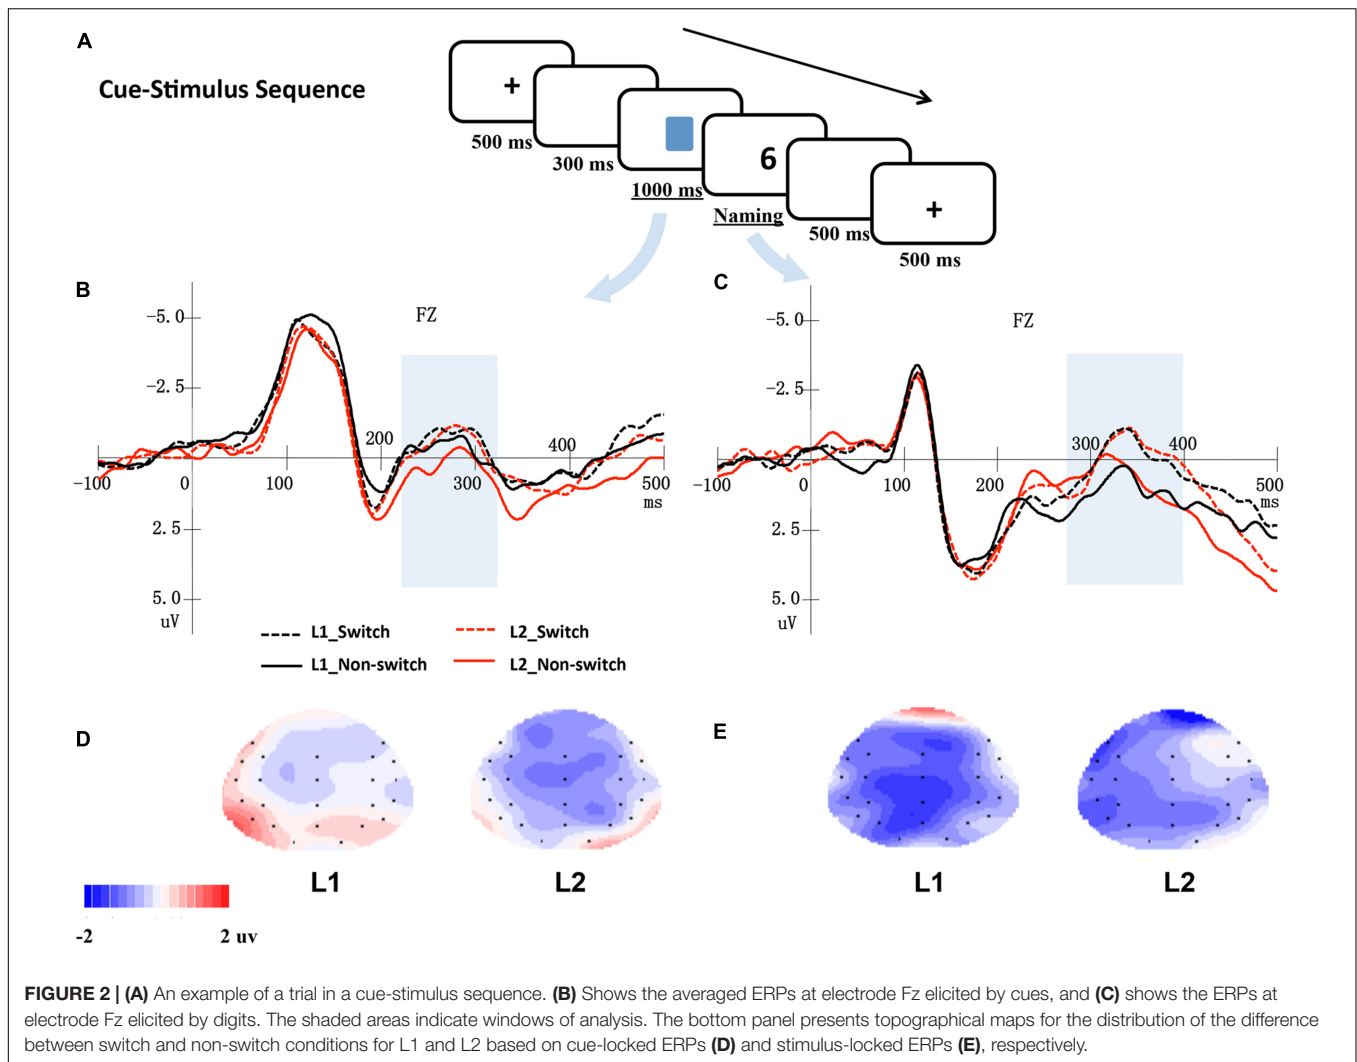 A
Cue-Stimulus Sequence
+
500 ms
300 ms
1000 ms
6
Naming
500 ms
+
500 ms
B
FZ
-5.0
-2.5
200
400
-100
0
100
300
500
ms
2.5
5.0
uV
C
FZ
-5.0
-2.5
300
400
-100
0
100
200
500
ms
2.5
5.0
uV
L1_Switch
L2_Switch
L1_Non-switch
L2_Non-switch
D
L1
L2
E
L1
L2
-2
2 uv
FIGURE 2 | (A) An example of a trial in a cue-stimulus sequence. (B) Shows the averaged ERPs at electrode Fz elicited by cues, and (C) shows the ERPs at
electrode Fz elicited by digits. The shaded areas indicate windows of analysis. The bottom panel presents topographical maps for the distribution of the difference
between switch and non-switch conditions for L1 and L2 based on cue-locked ERPs (D) and stimulus-locked ERPs (E), respectively.